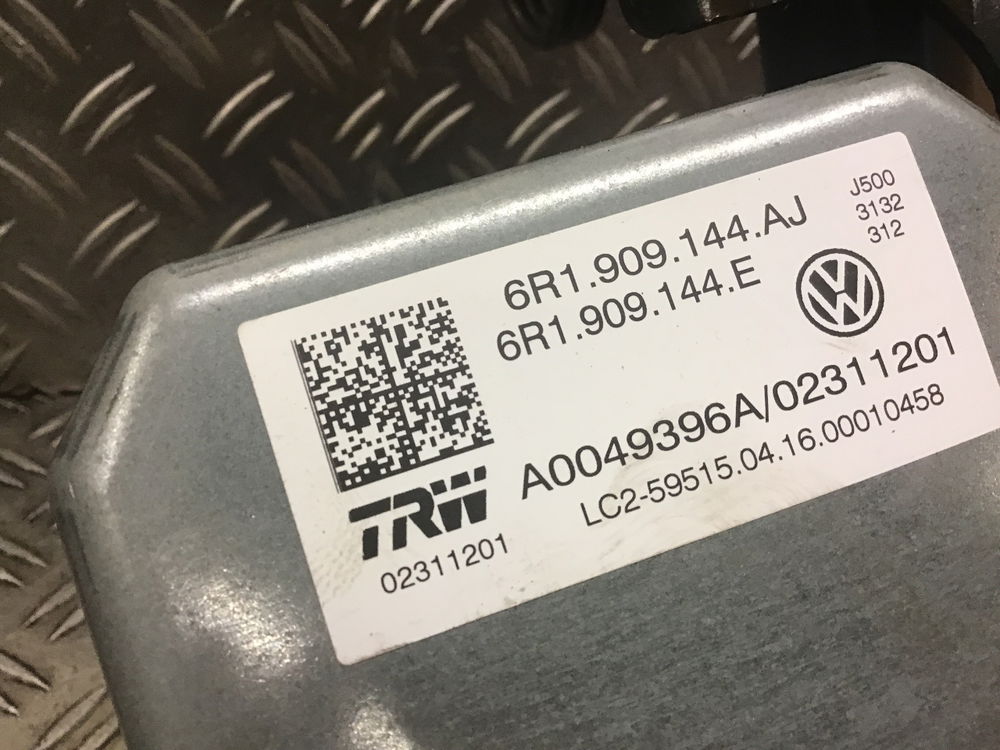 6R1.909.144.AJ
6R1.909.144.E
J500
3132
312
A0049396A/02311201
LC2-59515.04.16.00010458
TRW
02311201